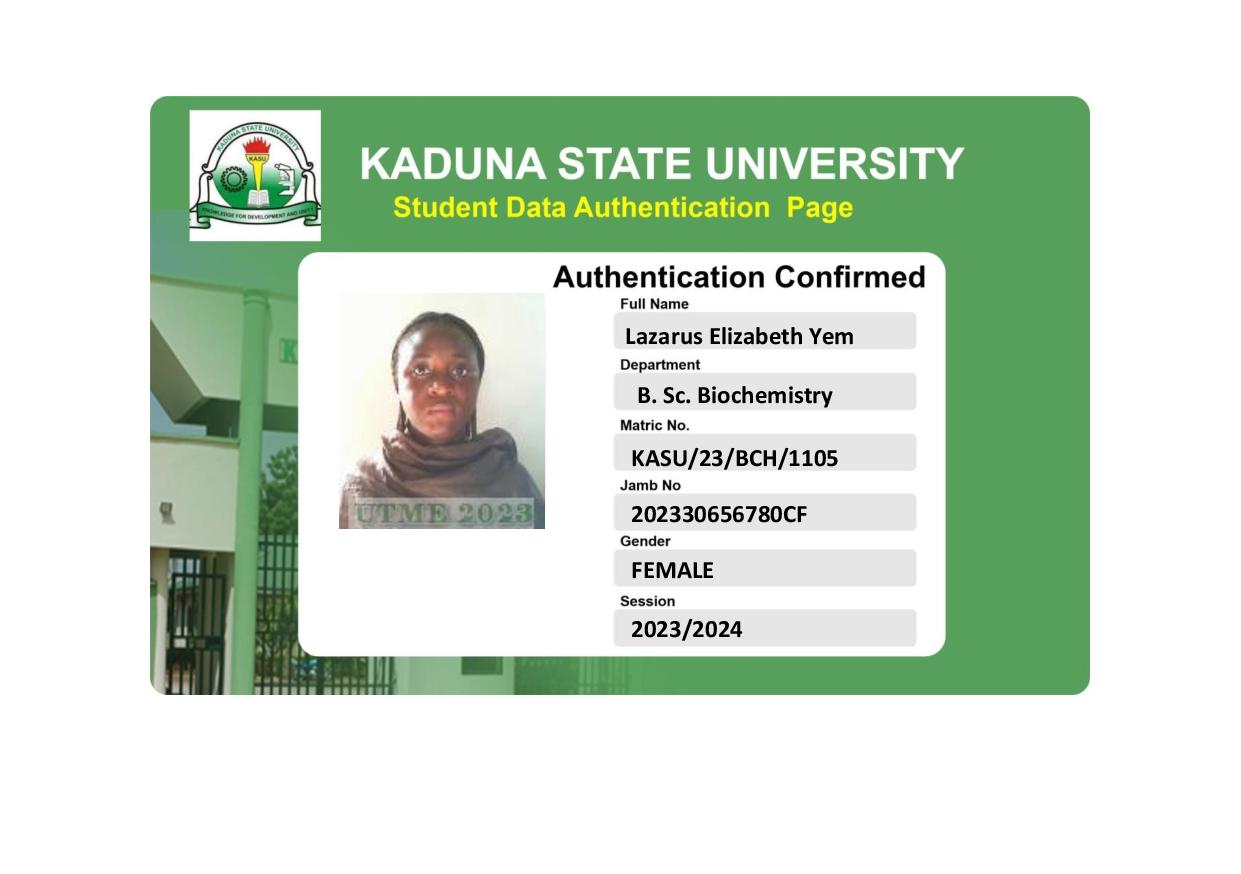 KADUNA STATE UNIVERSITY
KASU
KNOWLEDGE FOR DEVELOPMENT AND UNITY
KADUNA STATE UNIVERSITY
Student Data Authentication Page
Authentication Confirmed
Full Name
Lazarus Elizabeth Yem
Department
B. Sc. Biochemistry
Matric No.
KASU/23/BCH/1105
Jamb No
202330656780CF
Gender
FEMALE
Session
2023/2024
UTME 2023
K